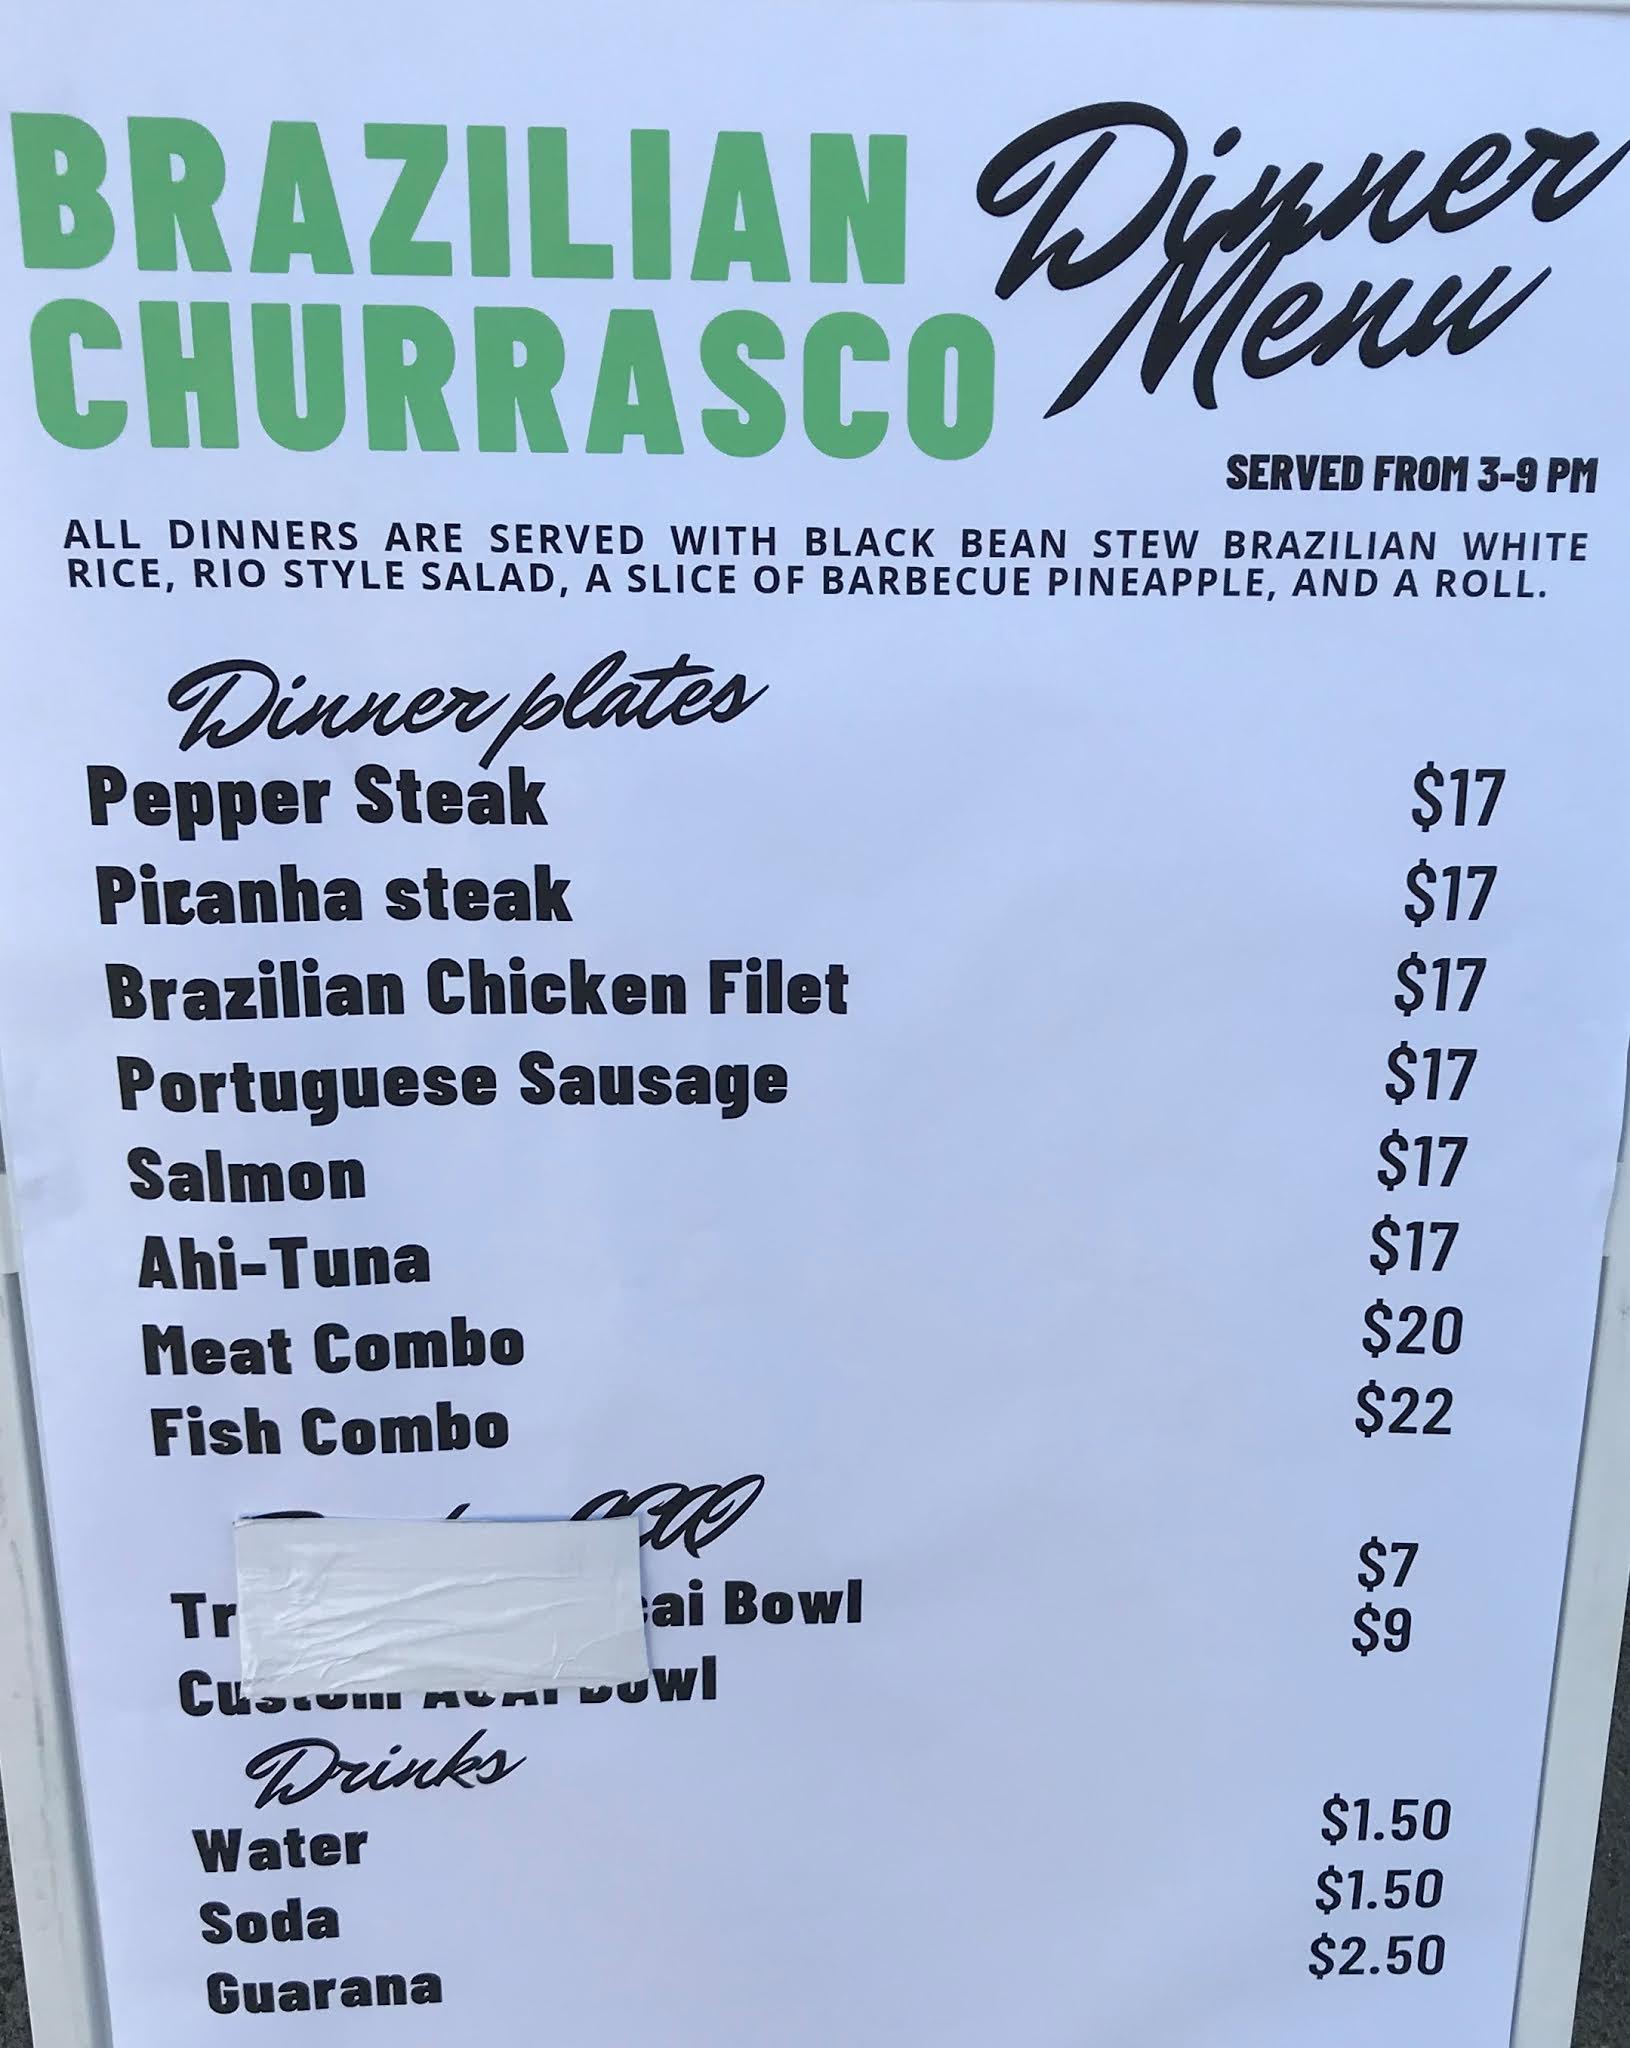 BRAZILIAN
CHURRASCO
Dinner
Menu
SERVED FROM 3-9 PM
ALL DINNERS ARE SERVED WITH BLACK BEAN STEW BRAZILIAN WHITE
RICE, RIO STYLE SALAD, A SLICE OF BARBECUE PINEAPPLE, AND A ROLL.
Dinner plates
Pepper Steak $17
Picanha steak $17
Brazilian Chicken Filet $17
Portuguese Sausage $17
Salmon $17
Ahi-Tuna $17
Meat Combo $20
Fish Combo $22
Bowl $7
Custom ACAI Bowl $9
Drinks
Water $1.50
Soda $1.50
Guarana $2.50